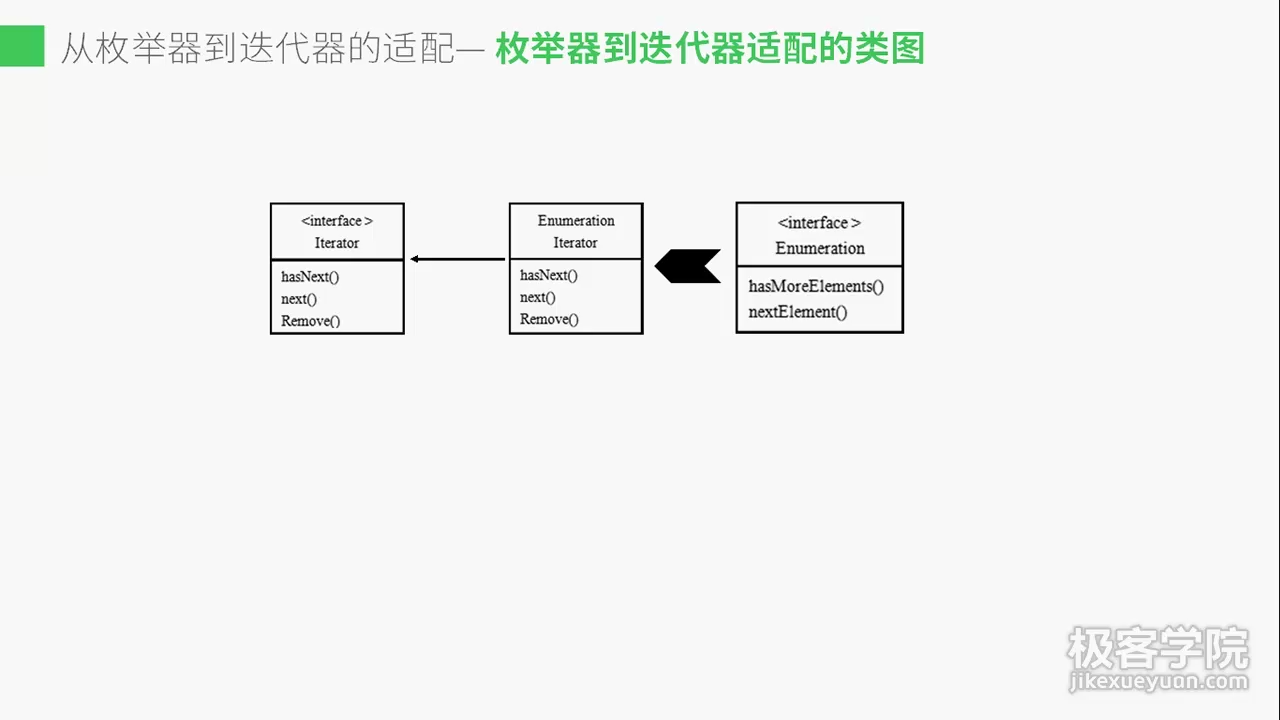 从枚举器到迭代器的适配— 枚举器到迭代器适配的类图
<interface >
Iterator
hasNext()
next()
Remove()
Enumeration
Iterator
hasNext()
next()
Remove()
<interface >
Enumeration
hasMoreElements()
nextElement()
极客学院
jikexueyuan.com